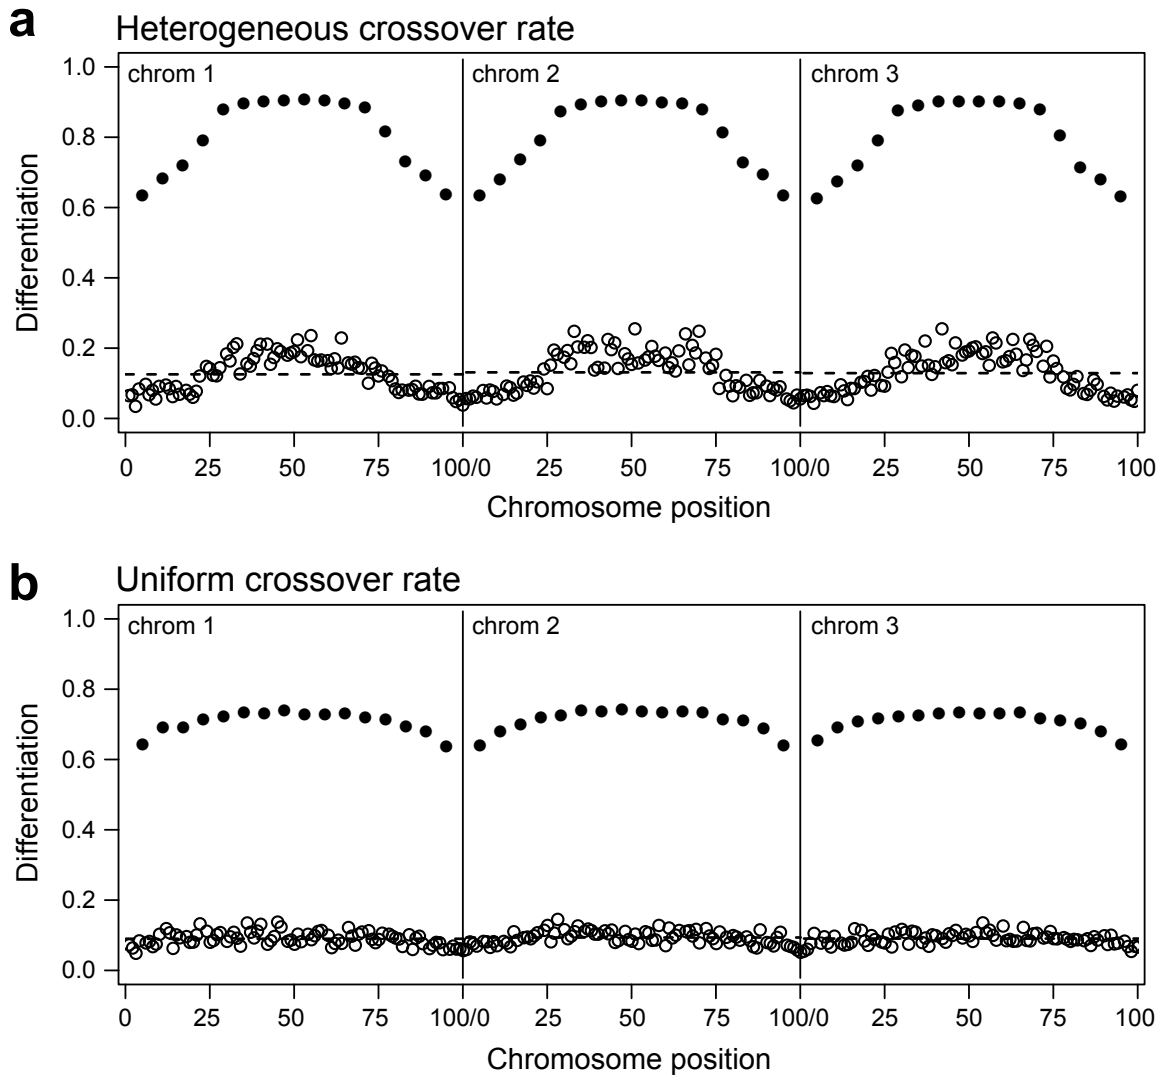 a
Heterogeneous crossover rate
chrom 1
chrom 2
chrom 3
1.0
0.8
0.6
0.4
0.2
0.0
Differentiation
0 25 50 75 100/0 25 50 75 100/0 25 50 75 100
Chromosome position
b
Uniform crossover rate
chrom 1
chrom 2
chrom 3
1.0
0.8
0.6
0.4
0.2
0.0
Differentiation
0 25 50 75 100/0 25 50 75 100/0 25 50 75 100
Chromosome position